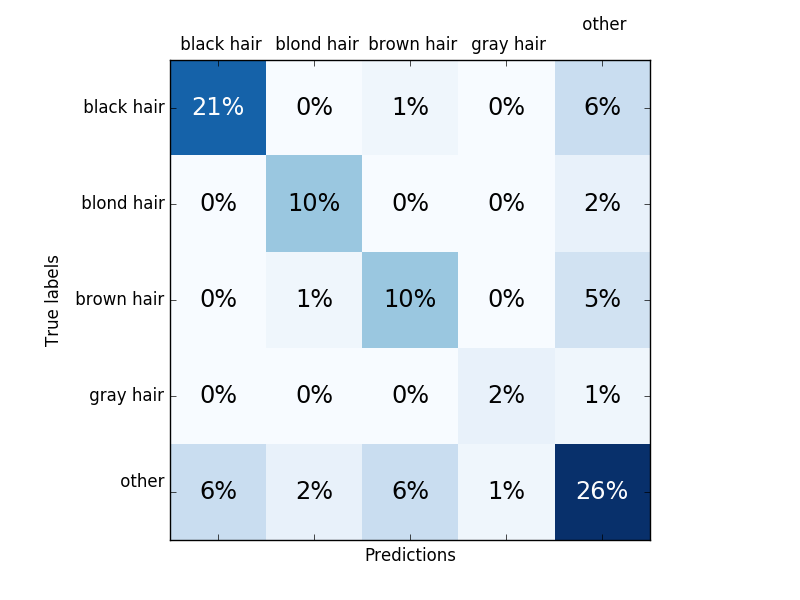 other
black hair blond hair brown hair gray hair
black hair 21% 0% 1% 0% 6%
blond hair 0% 10% 0% 0% 2%
brown hair 0% 1% 10% 0% 5%
True labels
gray hair 0% 0% 0% 2% 1%
other 6% 2% 6% 1% 26%
Predictions